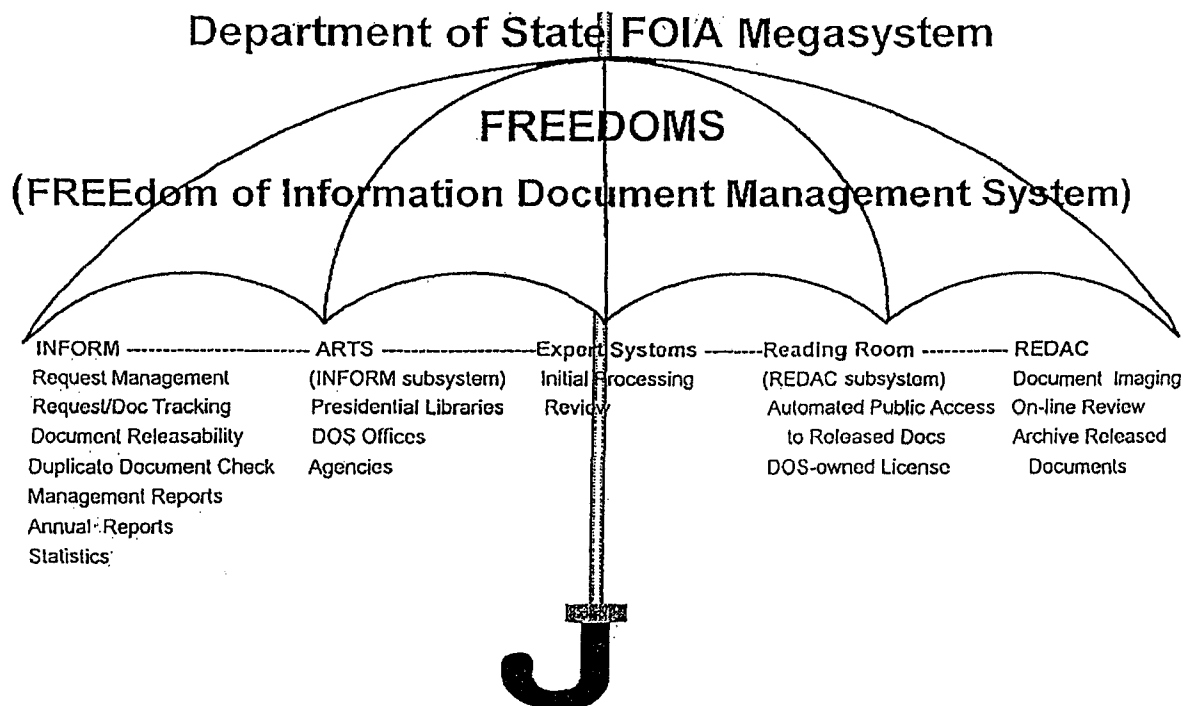 Department of State FOIA Megasystem
FREEDOMS
(FREEdom of Information Document Management System)
INFORM ---------------------- ARTS ------------------ Expert Systems ------ Reading Room ---------- REDAC
Request Management
Request/Doc Tracking
Document Releasability
Duplicate Document Check
Management Reports
Annual Reports
Statistics
(INFORM subsystem)
Presidential Libraries
DOS Offices
Agencies
Initial Processing
Review
(REDAC subsystem)
Automated Public Access
to Released Docs
DOS-owned License
Document Imaging
On-line Review
Archive Released
Documents